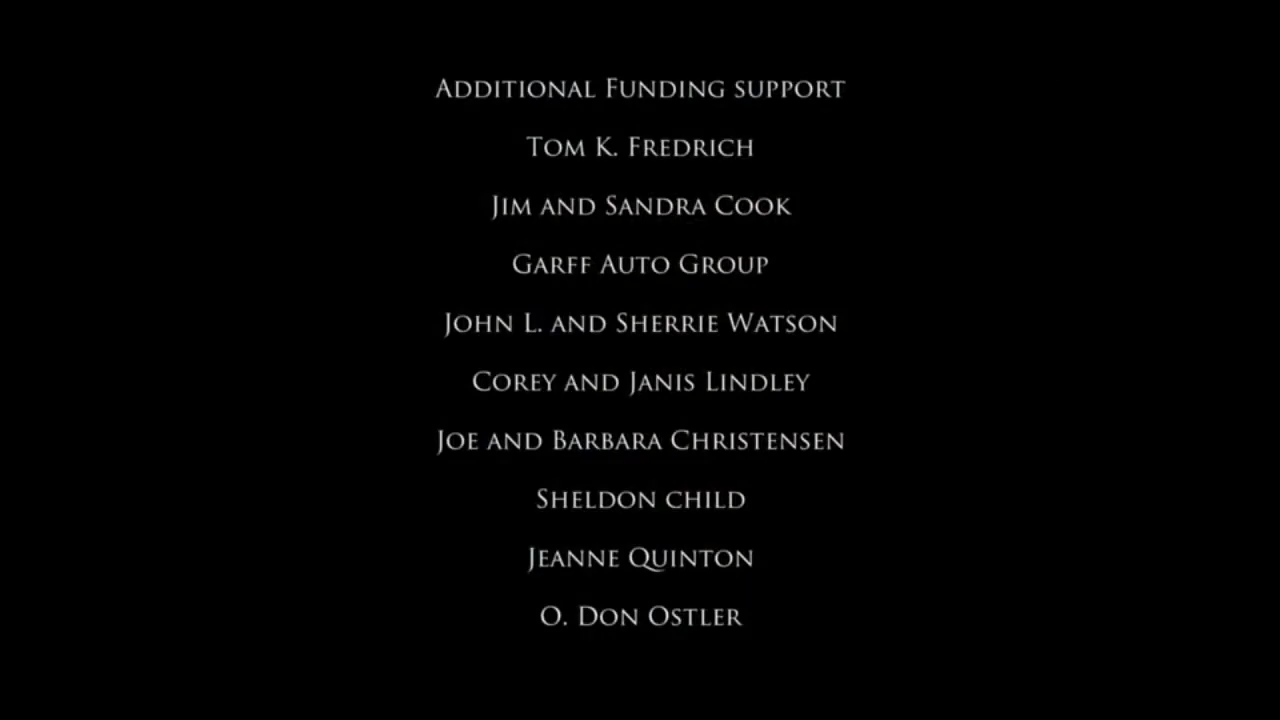 Additional Funding support
Tom K. Fredrich
Jim and Sandra Cook
Garff Auto Group
John L. and Sherrie Watson
Corey and Janis Lindley
Joe and Barbara Christensen
Sheldon child
Jeanne Quinton
O. Don Ostler